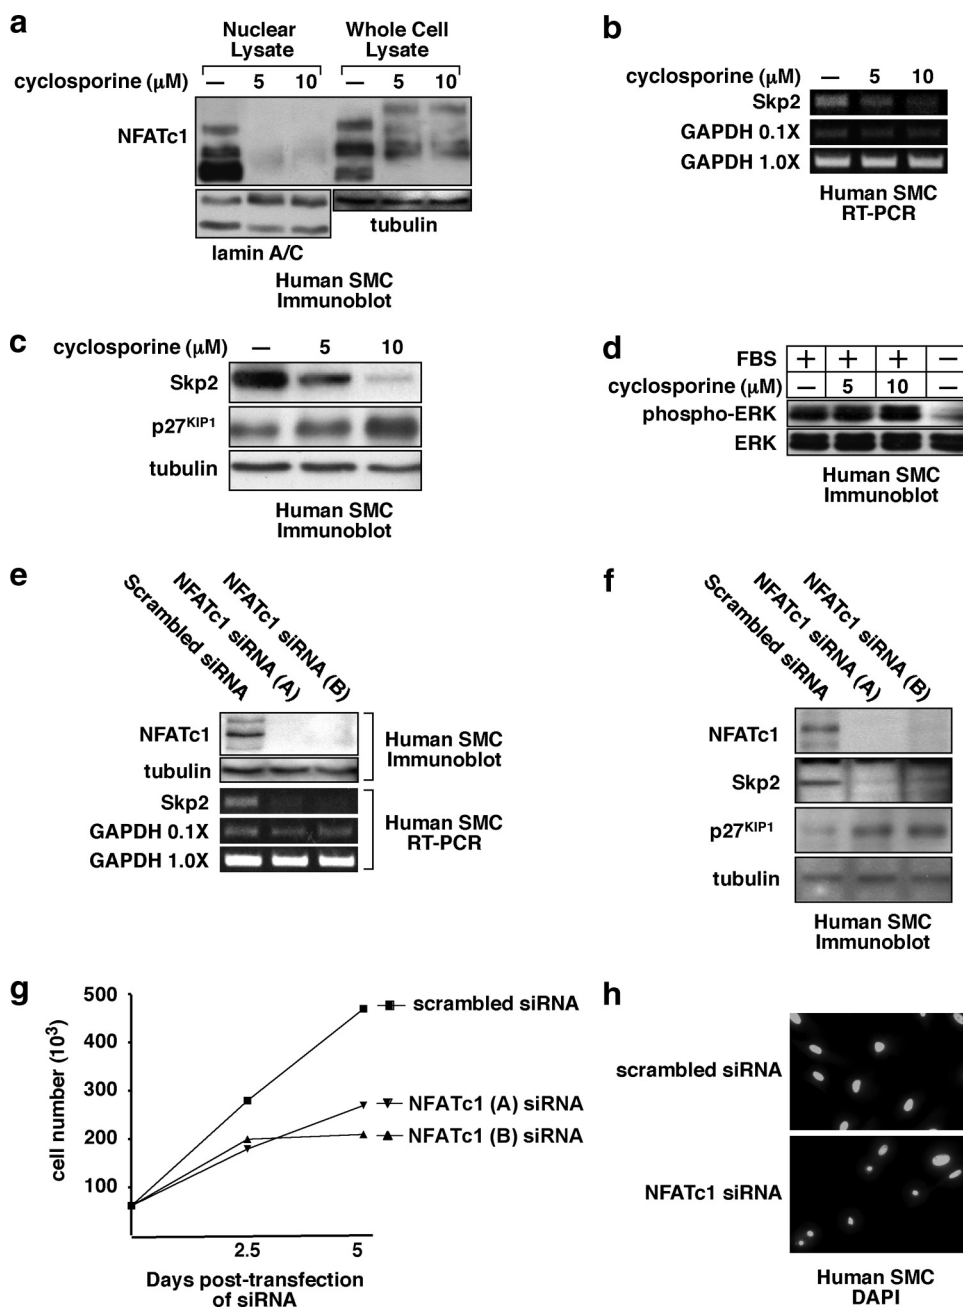 a
Nuclear Lysate
Whole Cell Lysate
cyclosporine (µM) — 5 10 — 5 10
NFATc1
lamin A/C
tubulin
Human SMC
Immunoblot
b
cyclosporine (µM) — 5 10
Skp2
GAPDH 0.1X
GAPDH 1.0X
Human SMC
RT-PCR
c
cyclosporine (µM) — 5 10
Skp2
p27KIP1
tubulin
Human SMC
Immunoblot
d
FBS + + + —
cyclosporine (µM) — 5 10 —
phospho-ERK
ERK
Human SMC
Immunoblot
e
Scrambled siRNA
NFATc1 siRNA (A)
NFATc1 siRNA (B)
NFATc1
tubulin
Human SMC
Immunoblot
Skp2
GAPDH 0.1X
GAPDH 1.0X
Human SMC
RT-PCR
f
Scrambled siRNA
NFATc1 siRNA (A)
NFATc1 siRNA (B)
NFATc1
Skp2
p27KIP1
tubulin
Human SMC
Immunoblot
g
cell number (10³)
500
400
300
200
100
2.5 5
Days post-transfection
of siRNA
scrambled siRNA
NFATc1 (A) siRNA
NFATc1 (B) siRNA
h
scrambled siRNA
NFATc1 siRNA
Human SMC
DAPI